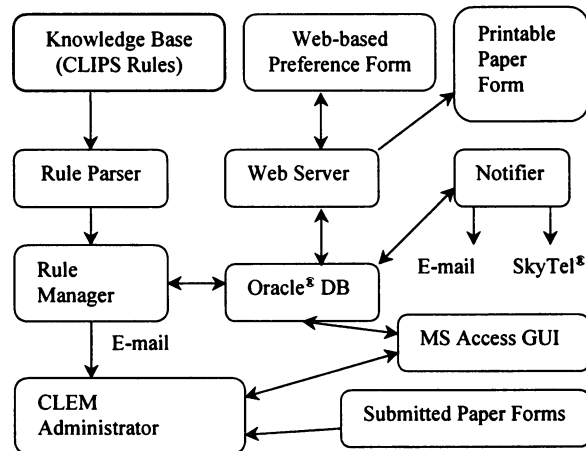 Knowledge Base
(CLIPS Rules)
Web-based
Preference Form
Printable
Paper
Form
Rule Parser
Web Server
Notifier
Rule
Manager
Oracle® DB
E-mail
SkyTel®
E-mail
MS Access GUI
CLEM
Administrator
Submitted Paper Forms